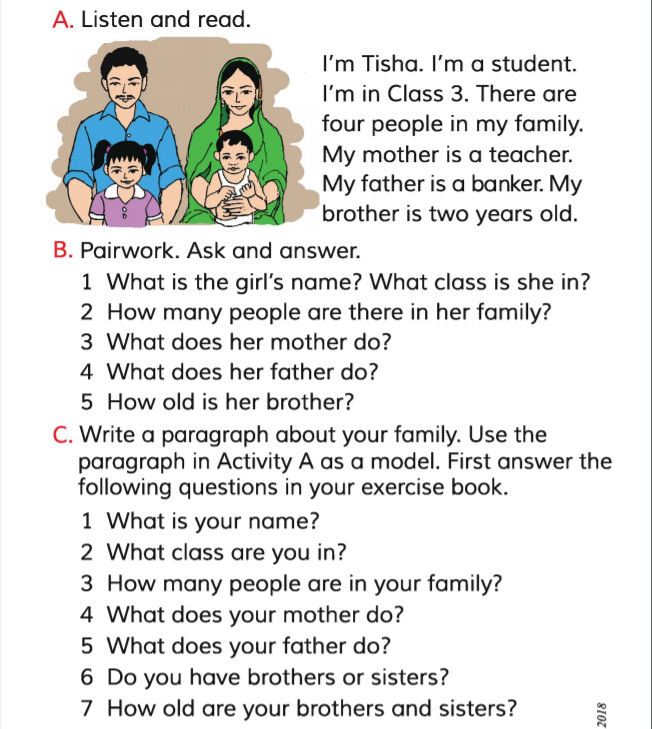 A. Listen and read.
I'm Tisha. I'm a student.
I'm in Class 3. There are
four people in my family.
My mother is a teacher.
My father is a banker. My
brother is two years old.
B. Pairwork. Ask and answer.
1 What is the girl's name? What class is she in?
2 How many people are there in her family?
3 What does her mother do?
4 What does her father do?
5 How old is her brother?
C. Write a paragraph about your family. Use the
paragraph in Activity A as a model. First answer the
following questions in your exercise book.
1 What is your name?
2 What class are you in?
3 How many people are in your family?
4 What does your mother do?
5 What does your father do?
6 Do you have brothers or sisters?
7 How old are your brothers and sisters?
2018